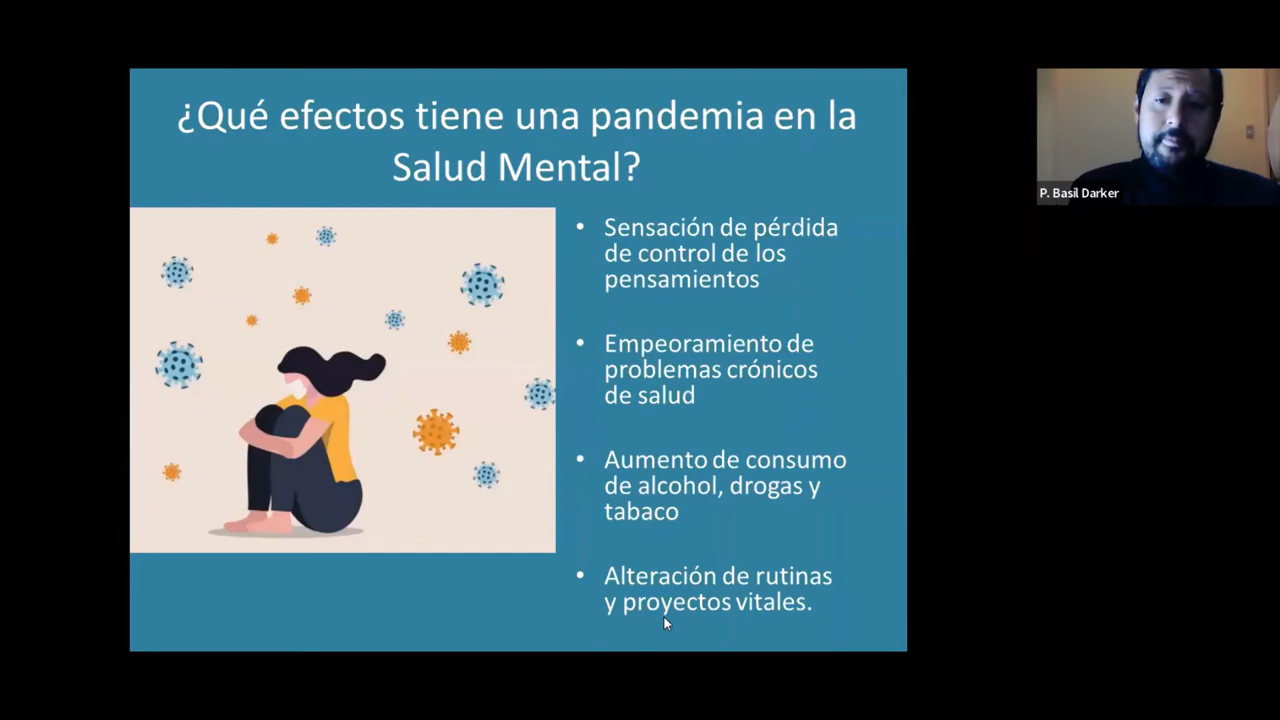 ¿Qué efectos tiene una pandemia en la
Salud Mental?
• Sensación de pérdida
de control de los
pensamientos
• Empeoramiento de
problemas crónicos
de salud
• Aumento de consumo
de alcohol, drogas y
tabaco
• Alteración de rutinas
y proyectos vitales.
P. Basil Darker